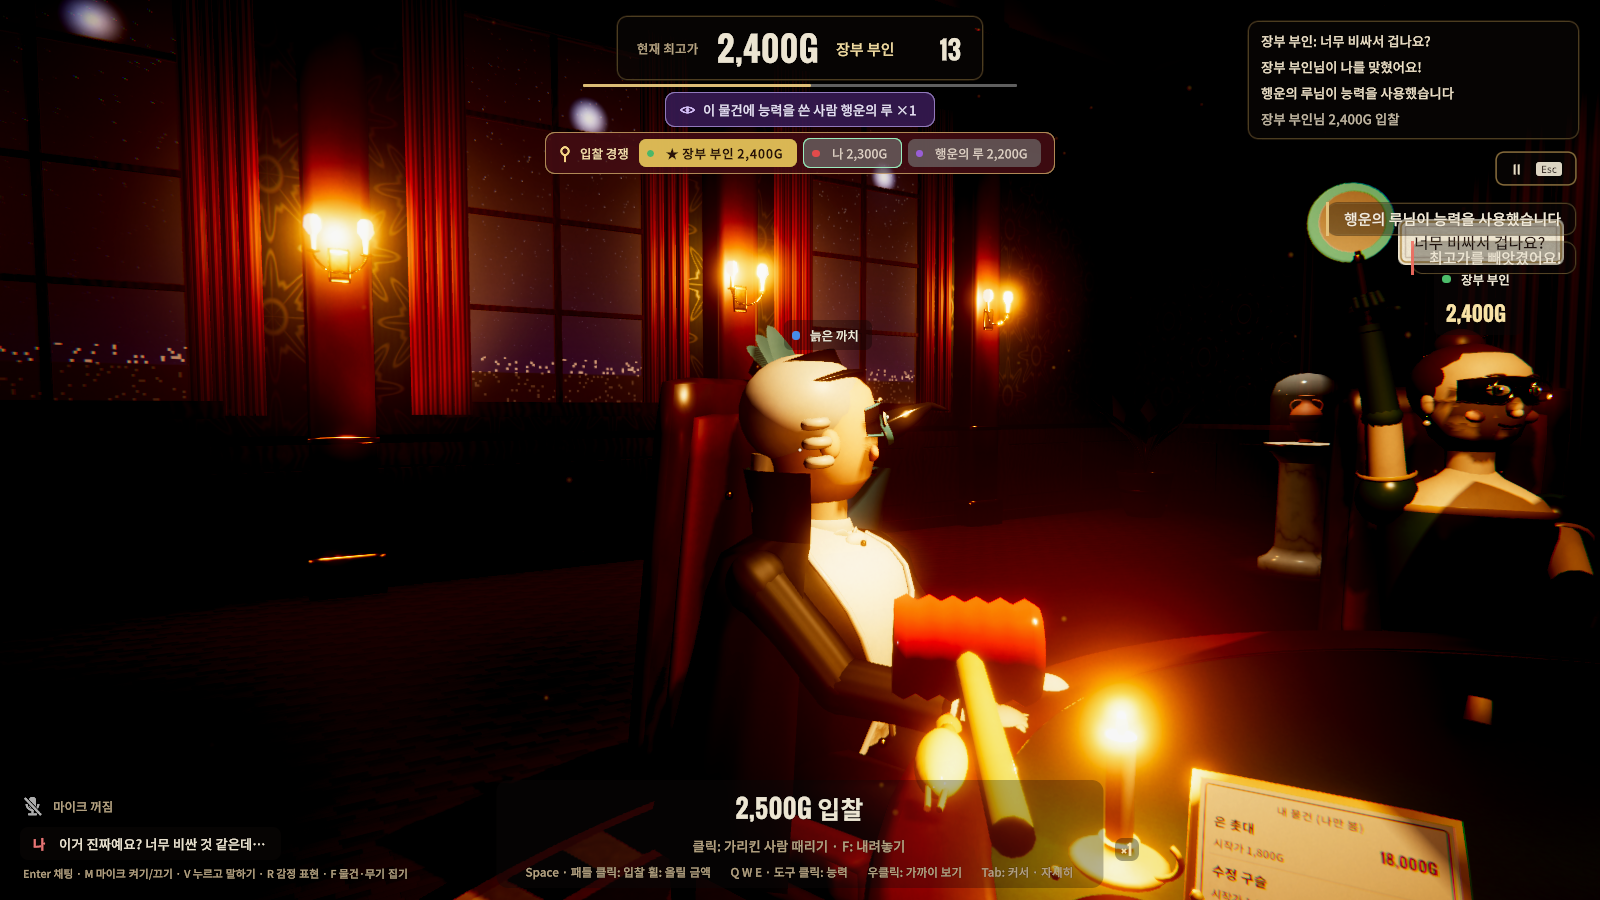 현재 최고가 2,400G 장부 부인 13
이 물건에 능력을 쓴 사람 행운의 루 ×1
입찰 경쟁 ★ 장부 부인 2,400G 나 2,300G 행운의 루 2,200G
장부 부인: 너무 비싸서 겁나요?
장부 부인님이 나를 맞혔어요!
행운의 루님이 능력을 사용했습니다
장부 부인님 2,400G 입찰
Esc
행운의 루님이 능력을 사용했습니다
너무 비싸서 겁나요?
최고가를 빼앗겼어요!
장부 부인
2,400G
늙은 까치
마이크 꺼짐
나 이거 진짜예요? 너무 비싼 것 같은데…
Enter 채팅 · M 마이크 켜기/끄기 · V 누르고 말하기 · R 감정 표현 · F 물건·무기 집기
2,500G 입찰
클릭: 가리킨 사람 때리기 · F: 내려놓기
Space · 패들 클릭: 입찰 휠: 올릴 금액 Q W E · 도구 클릭: 능력 우클릭: 가까이 보기 Tab: 커서 · 자세히
×1
내 물건 (나만 봄)
은 촛대
시작가 1,800G 18,000G
수정 구슬
시작가